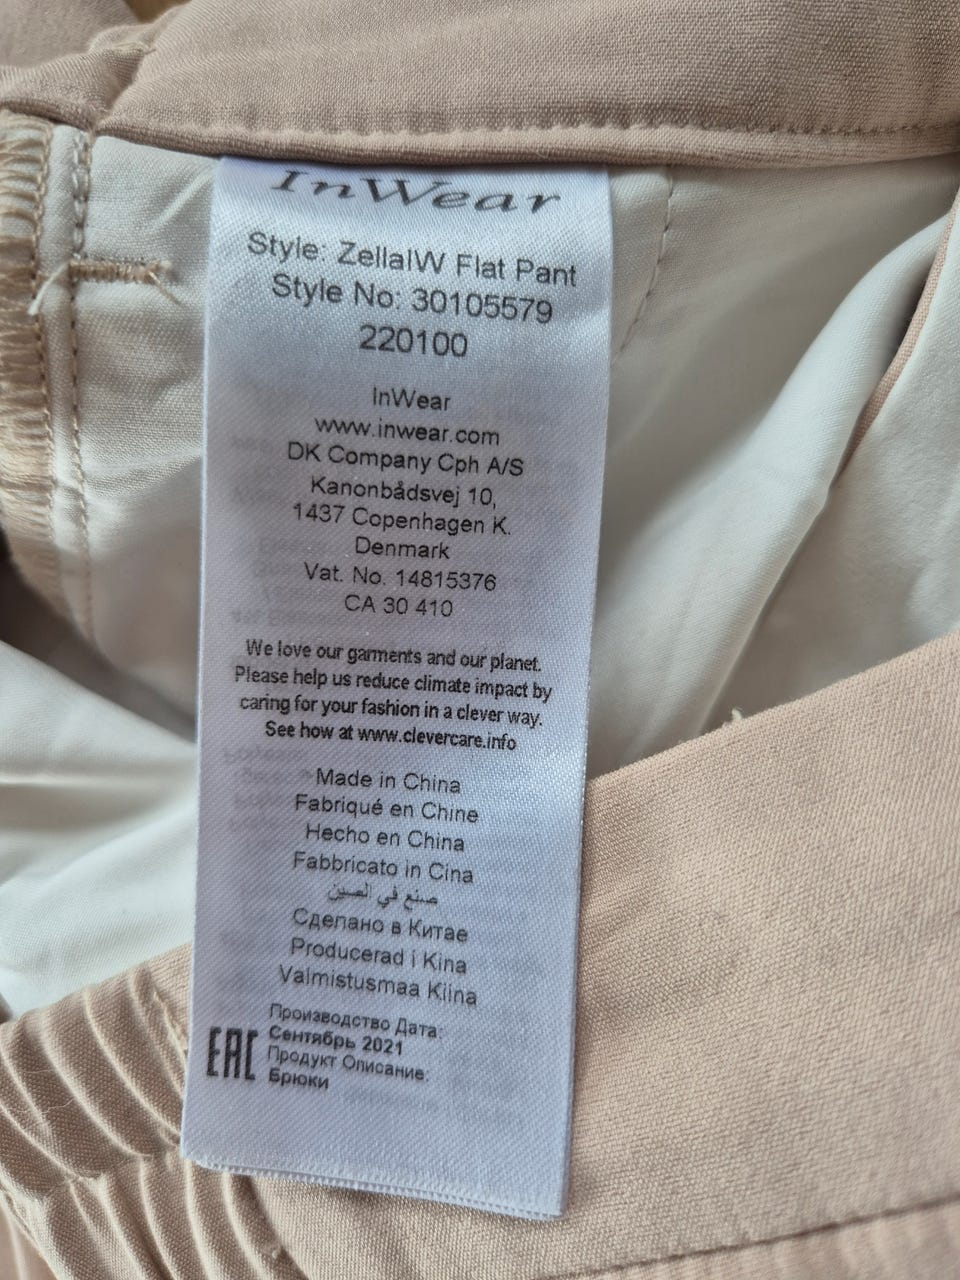 InWear
Style: ZellaIW Flat Pant
Style No: 30105579
220100
InWear
www.inwear.com
DK Company Cph A/S
Kanonbådsvej 10,
1437 Copenhagen K.
Denmark
Vat. No. 14815376
CA 30 410
We love our garments and our planet.
Please help us reduce climate impact by
caring for your fashion in a clever way.
See how at www.clevercare.info
Made in China
Fabriqué en Chine
Hecho en China
Fabbricato in Cina
صنع في الصين
Сделано в Китае
Producerad i Kina
Valmistusmaa Kiina
EAC
Производство Дата:
Сентябрь 2021
Продукт Описание:
Брюки